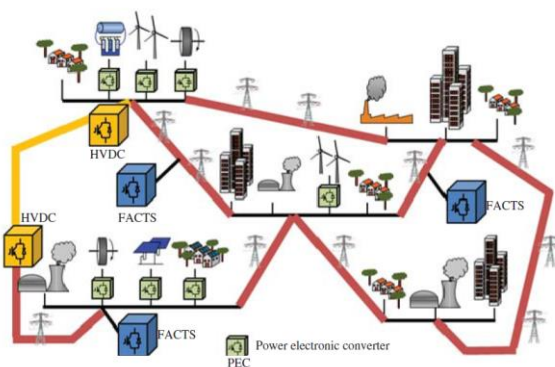 HVDC
FACTS
HVDC
FACTS
FACTS
Power electronic converter
PEC